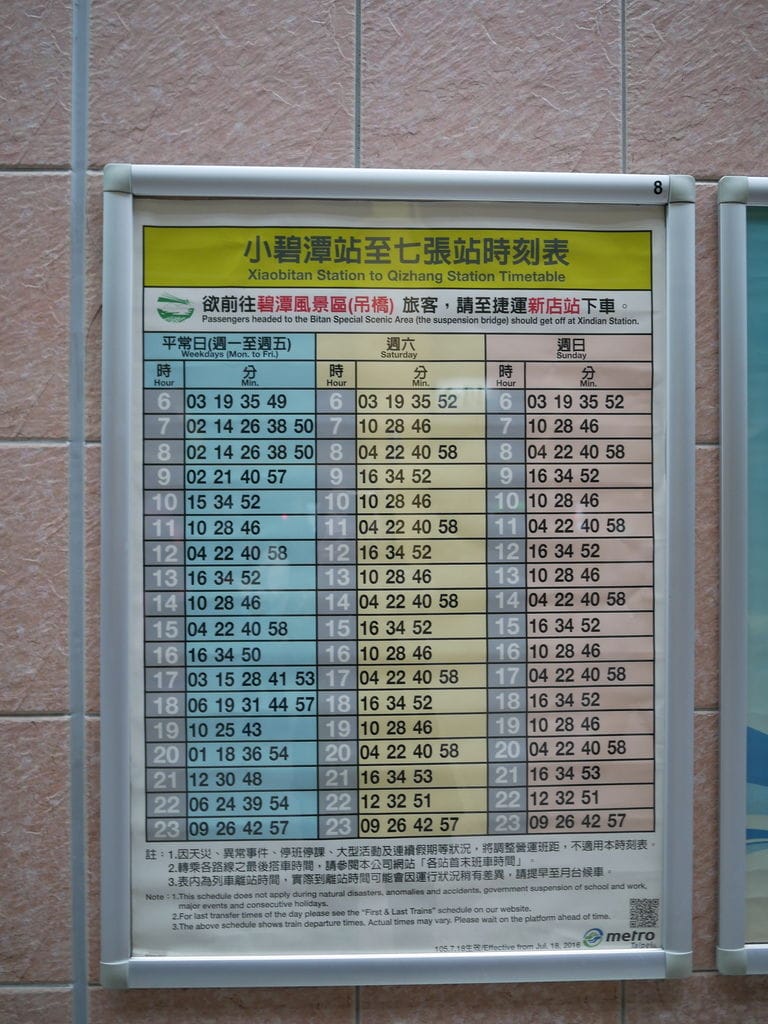 8
小碧潭站至七張站時刻表
Xiaobitan Station to Qizhang Station Timetable
欲前往碧潭風景區(吊橋) 旅客，請至捷運新店站下車。
Passengers headed to the Bitan Special Scenic Area (the suspension bridge) should get off at Xindian Station.
平常日(週一至週五) 週六 週日
Weekdays (Mon. to Fri.) Saturday Sunday
時 分 時 分 時 分
Hour Min. Hour Min. Hour Min.
6 03 19 35 49 6 03 19 35 52 6 03 19 35 52
7 02 14 26 38 50 7 10 28 46 7 10 28 46
8 02 14 26 38 50 8 04 22 40 58 8 04 22 40 58
9 02 21 40 57 9 16 34 52 9 16 34 52
10 15 34 52 10 10 28 46 10 10 28 46
11 10 28 46 11 04 22 40 58 11 04 22 40 58
12 04 22 40 58 12 16 34 52 12 16 34 52
13 16 34 52 13 10 28 46 13 10 28 46
14 10 28 46 14 04 22 40 58 14 04 22 40 58
15 04 22 40 58 15 16 34 52 15 16 34 52
16 16 34 50 16 10 28 46 16 10 28 46
17 03 15 28 41 53 17 04 22 40 58 17 04 22 40 58
18 06 19 31 44 57 18 16 34 52 18 16 34 52
19 10 25 43 19 10 28 46 19 10 28 46
20 01 18 36 54 20 04 22 40 58 20 04 22 40 58
21 12 30 48 21 16 34 53 21 16 34 53
22 06 24 39 54 22 12 32 51 22 12 32 51
23 09 26 42 57 23 09 26 42 57 23 09 26 42 57
註：1.因天災、異常事件、停班停課、大型活動及連續假期等狀況，將調整營運班距，不適用本時刻表。
2.轉乘各路線之最後搭車時間，請參閱本公司網站「各站首末班車時間」。
3.表內為列車離站時間，實際到離站時間可能會因運行狀況稍有差異，請提早至月台候車。
Note：1.This schedule does not apply during natural disasters, anomalies and accidents, government suspension of school and work,
major events and consecutive holidays.
2.For last transfer times of the day please see the "First & Last Trains" schedule on our website.
3.The above schedule shows train departure times. Actual times may vary. Please wait on the platform ahead of time.
105.7.18生效/Effective from Jul. 18, 2016 metro
Taipei